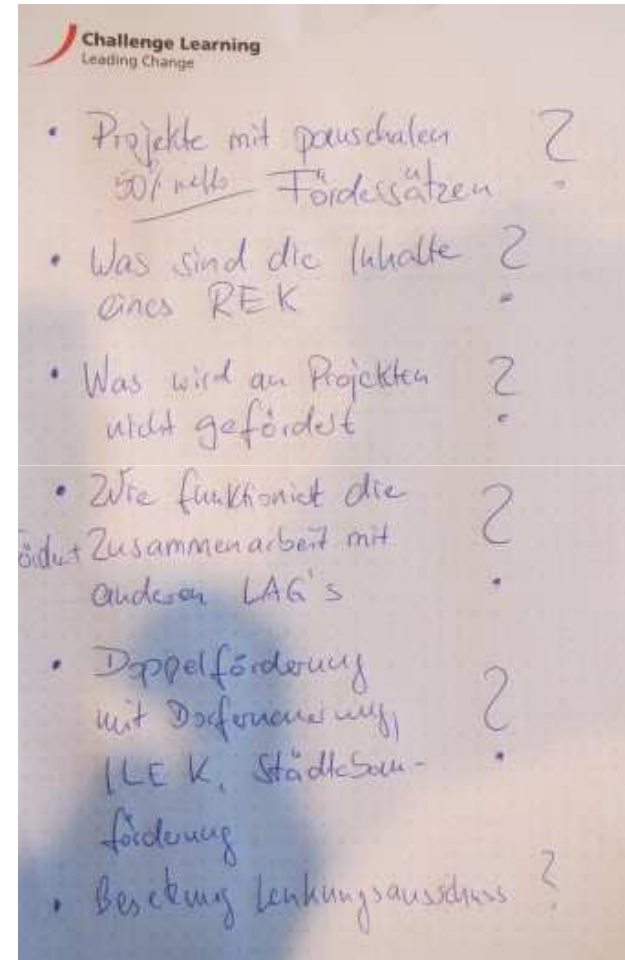 Challenge Learning
Leading Change
• Projekte mit pauschalen ?
50% netto Fördersätzen
• Was sind die Inhalte ?
eines REK
• Was wird an Projekten ?
nicht gefördert
• Wie funktioniert die ?
Zusammenarbeit mit
anderen LAG's
• Doppelförderung
mit Dorferneuerung, ?
ILEK, Städtebau-
förderung
• Besetzung Lenkungsausschuss ?